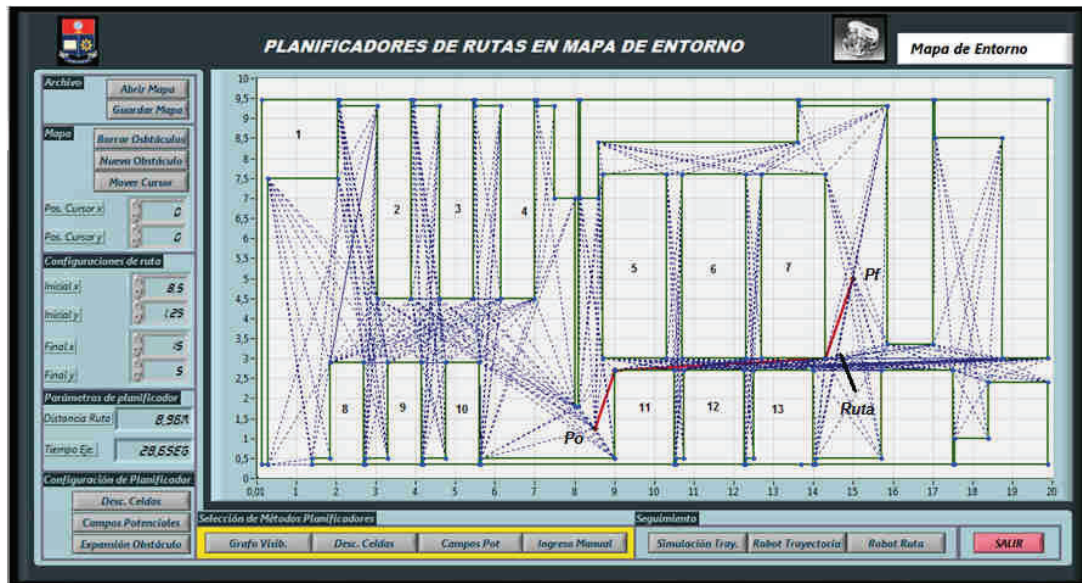 PLANIFICADORES DE RUTAS EN MAPA DE ENTORNO
Mapa de Entorno
Archivo
Abrir Mapa
Guardar Mapa
Mapa
Borrar Osbtáculos
Nuevo Obstáculo
Mover Cursor
Pos. Cursor x 0
Pos. Cursor y 0
Configuraciones de ruta
Inicial x 8,5
Inicial y 1,25
Final x 15
Final y 5
Parámetros de planificador
Distancia Ruta
Tiempo Eje.
Configuración de Planificador
Desc. Celdas
Campos Potenciales
Expansión Obstáculo
10
9,5
9
8,5
8
7,5
7
6,5
6
5,5
5
4,5
4
3,5
3
2,5
2
1,5
1
0,5
0
0,01 1 2 3 4 5 6 7 8 9 10 11 12 13 14 15 16 17 18 19 20
1
2
3
4
5
6
7
8
9
10
11
12
13
Po
Pf
Ruta
Selección de Métodos Planificadores
Grafo Visib.
Desc. Celdas
Campos Pot
Ingreso Manual
Seguimiento
Simulación Tray.
Robot Trayectoria
Robot Ruta
SALIR